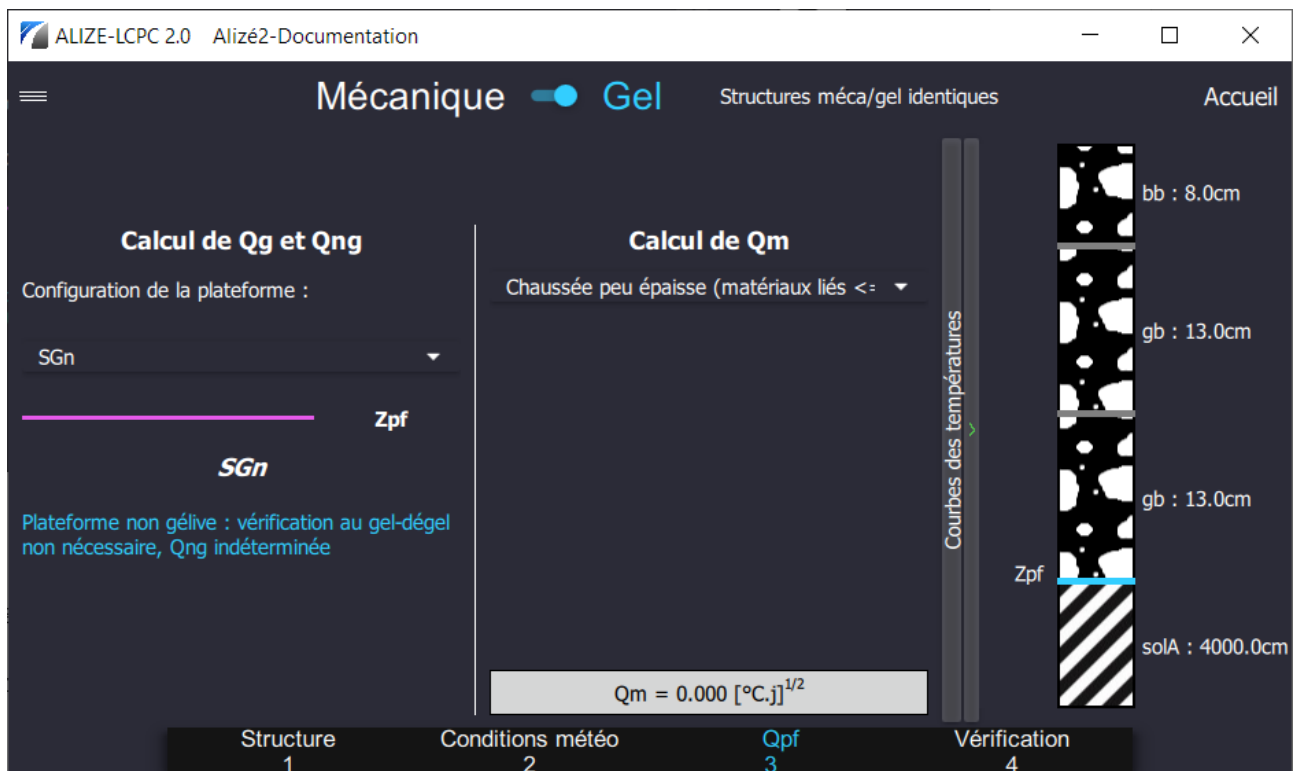 ALIZE-LCPC 2.0 Alizé2-Documentation
Mécanique Gel Structures méca/gel identiques Accueil
Calcul de Qg et Qng
Configuration de la plateforme :
SGn
Zpf
SGn
Plateforme non gélive : vérification au gel-dégel
non nécessaire, Qng indéterminée
Calcul de Qm
Chaussée peu épaisse (matériaux liés <=
Qm = 0.000 [°C.j]1/2
Courbes des températures
bb : 8.0cm
gb : 13.0cm
gb : 13.0cm
Zpf
solA : 4000.0cm
Structure
1
Conditions météo
2
Qpf
3
Vérification
4